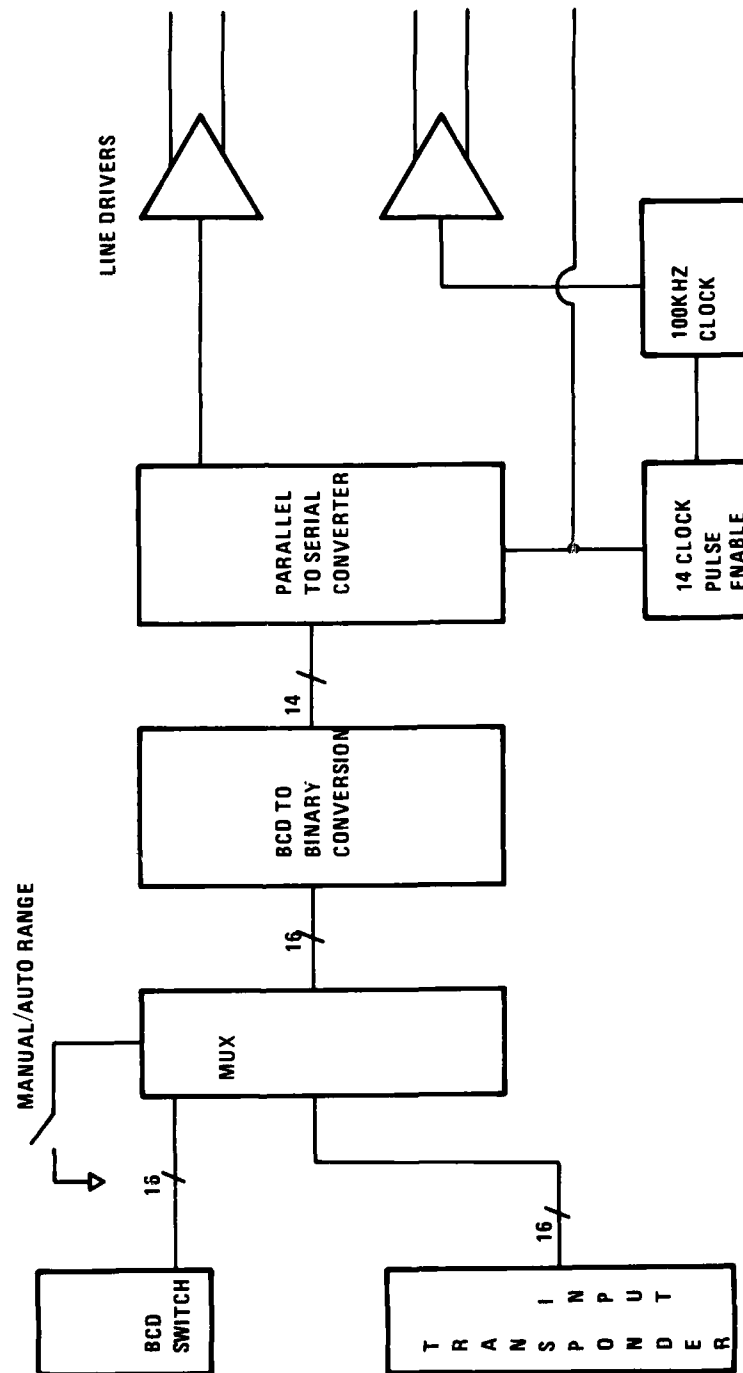 BCD
SWITCH
TRANSPONDER
INPUT
16
16
MANUAL/AUTO RANGE
MUX
16
BCD TO
BINARY
CONVERSION
14
PARALLEL
TO SERIAL
CONVERTER
LINE DRIVERS
14 CLOCK
PULSE
ENABLE
100KHZ
CLOCK